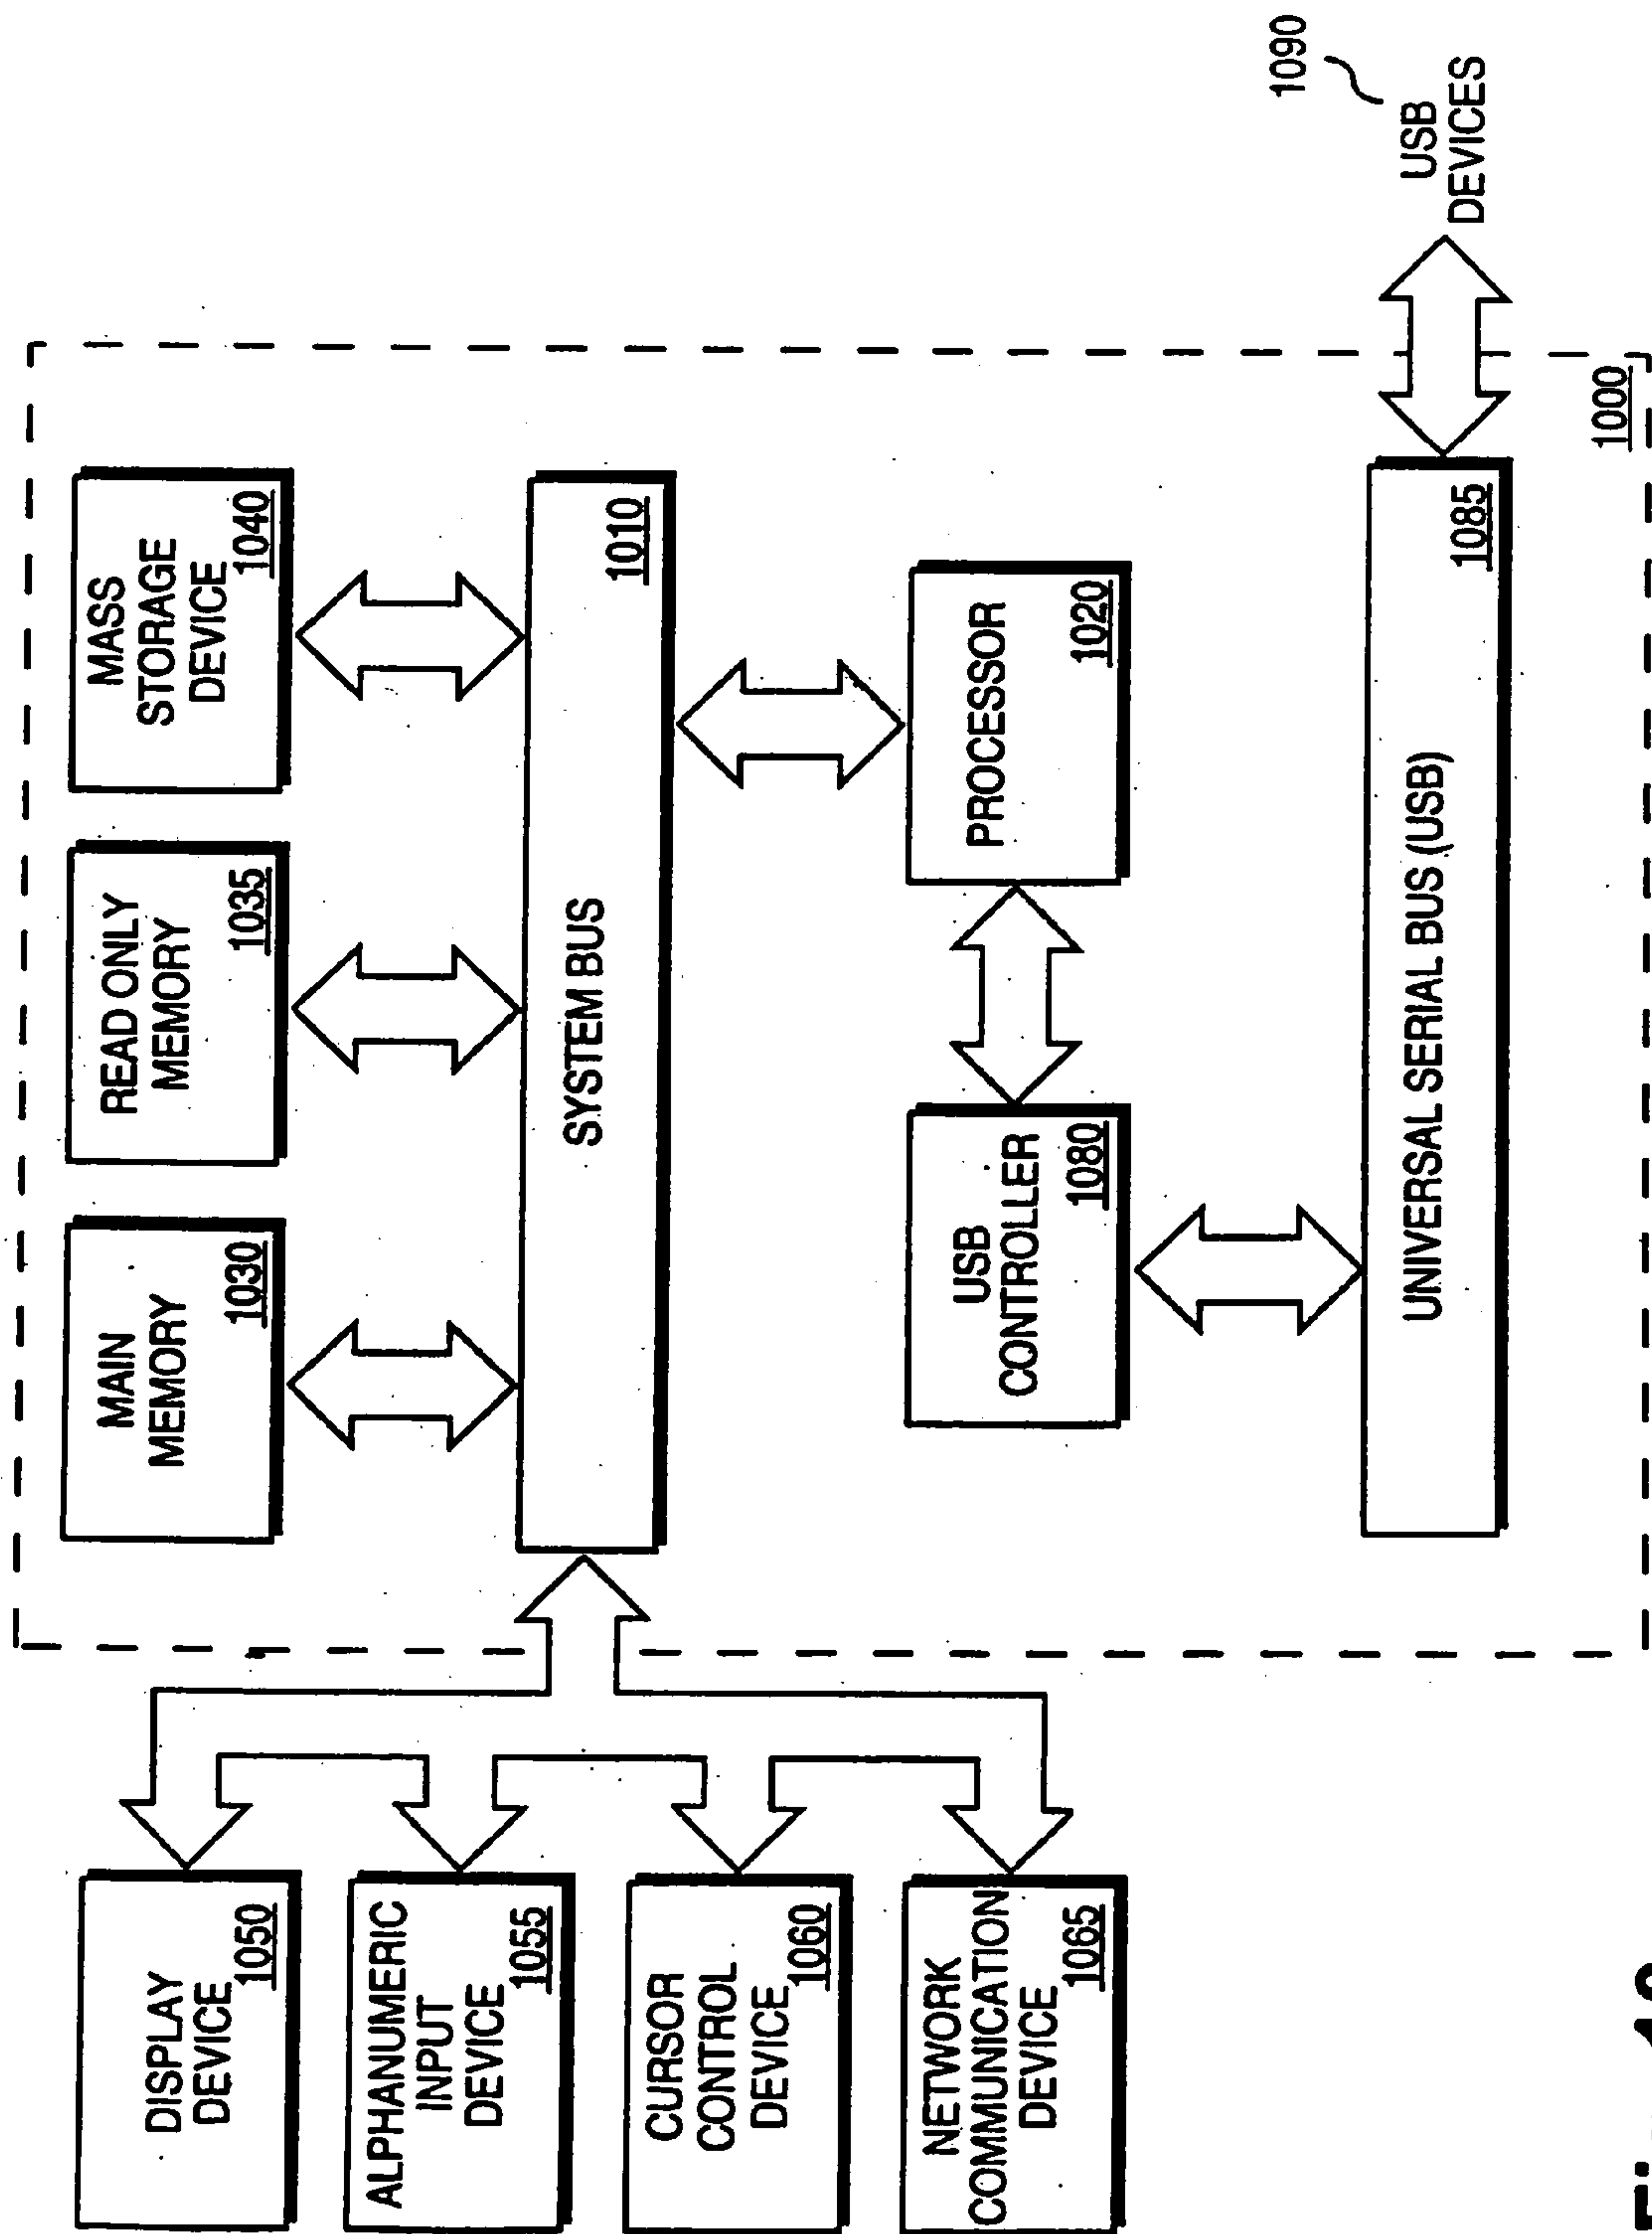 DISPLAY
DEVICE
1050
ALPHANUMERIC
INPUT
DEVICE
1055
CURSOR
CONTROL
DEVICE
1060
NETWORK
COMMUNICATION
DEVICE
1065
MAIN
MEMORY
1030
READ ONLY
MEMORY
1035
MASS
STORAGE
DEVICE
1040
SYSTEM BUS
1010
USB
CONTROLLER
1080
PROCESSOR
1020
UNIVERSAL SERIAL BUS (USB)
1085
1000
1090
USB
DEVICES